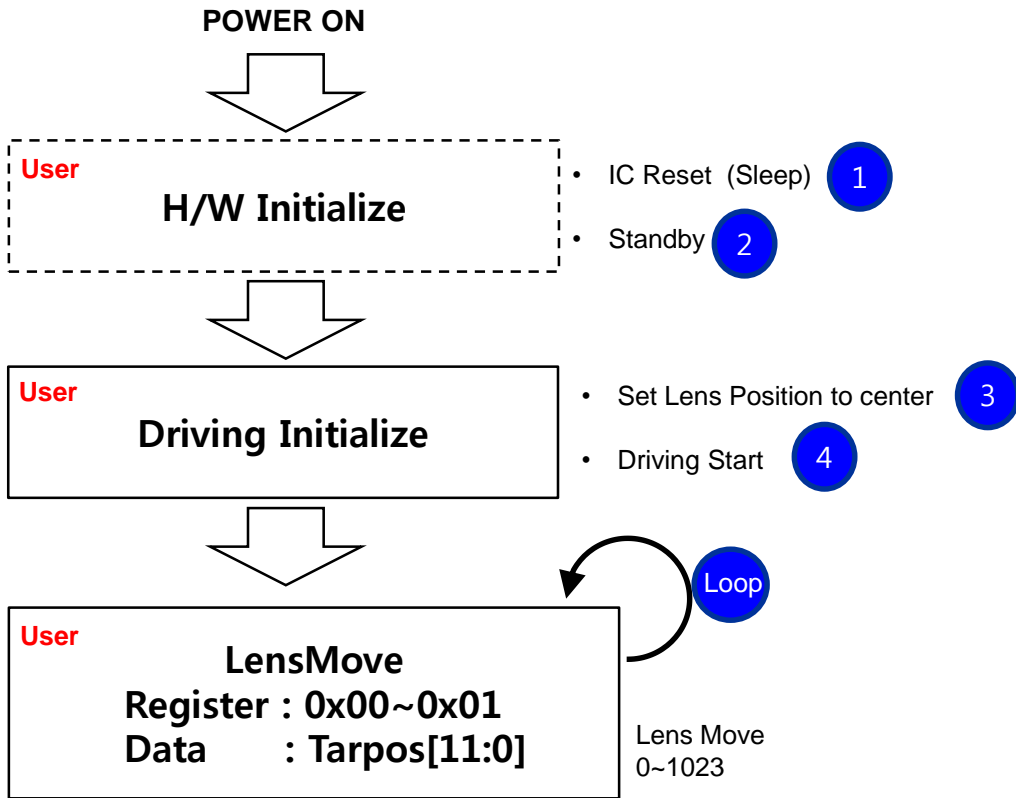 POWER ON
User
H/W Initialize
• IC Reset (Sleep) 1
• Standby 2
User
Driving Initialize
• Set Lens Position to center 3
• Driving Start 4
Loop
User
LensMove
Register : 0x00~0x01
Data : Tarpos[11:0]
Lens Move
0~1023